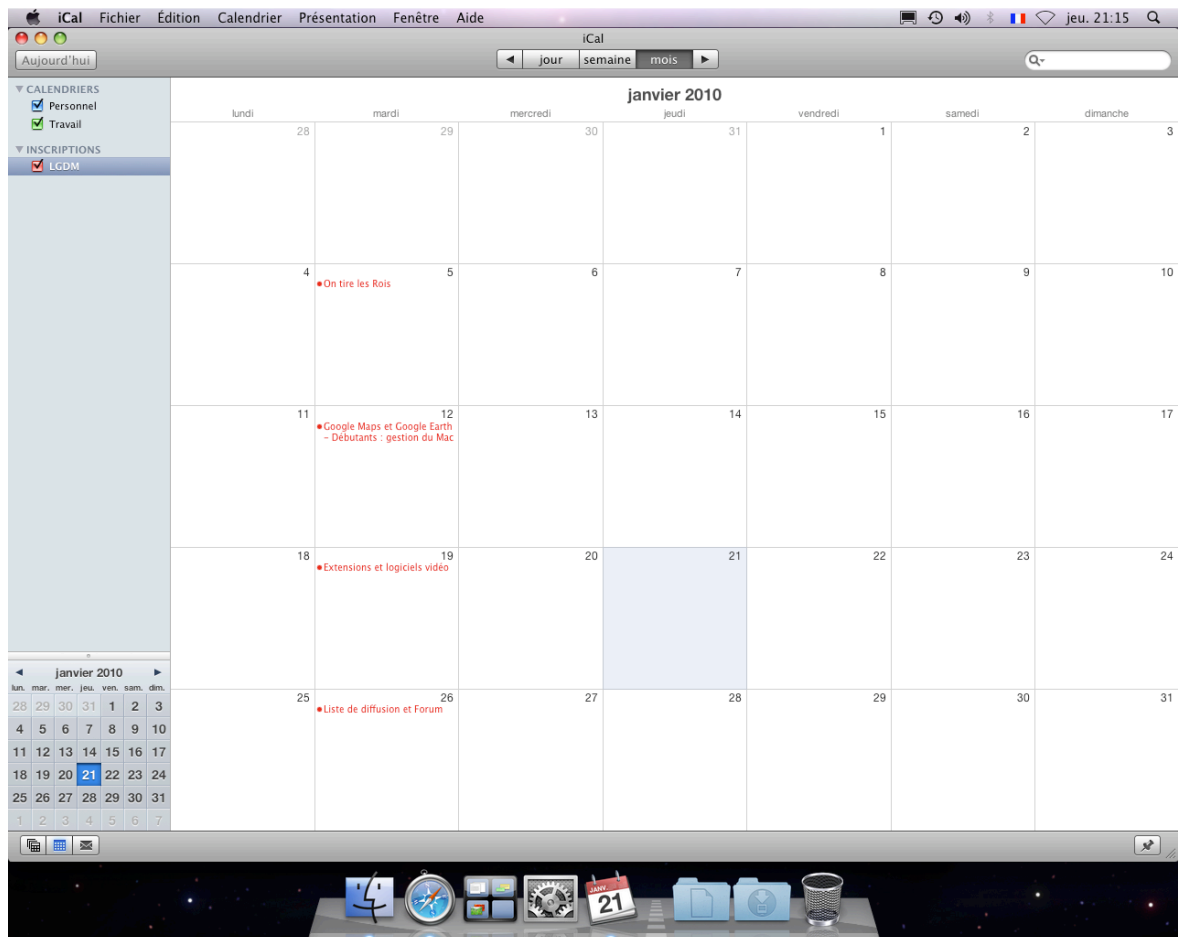 iCal Fichier Édition Calendrier Présentation Fenêtre Aide jeu. 21:15
iCal
Aujourd'hui jour semaine mois
CALENDRIERS
Personnel
Travail
INSCRIPTIONS
LGDM
janvier 2010
lundi mardi mercredi jeudi vendredi samedi dimanche
28 29 30 31 1 2 3
4 5 6 7 8 9 10
On tire les Rois
11 12 13 14 15 16 17
Google Maps et Google Earth
– Débutants : gestion du Mac
18 19 20 21 22 23 24
Extensions et logiciels vidéo
25 26 27 28 29 30 31
Liste de diffusion et Forum
janvier 2010
lun. mar. mer. jeu. ven. sam. dim.
28 29 30 31 1 2 3
4 5 6 7 8 9 10
11 12 13 14 15 16 17
18 19 20 21 22 23 24
25 26 27 28 29 30 31
1 2 3 4 5 6 7
JANV.
21